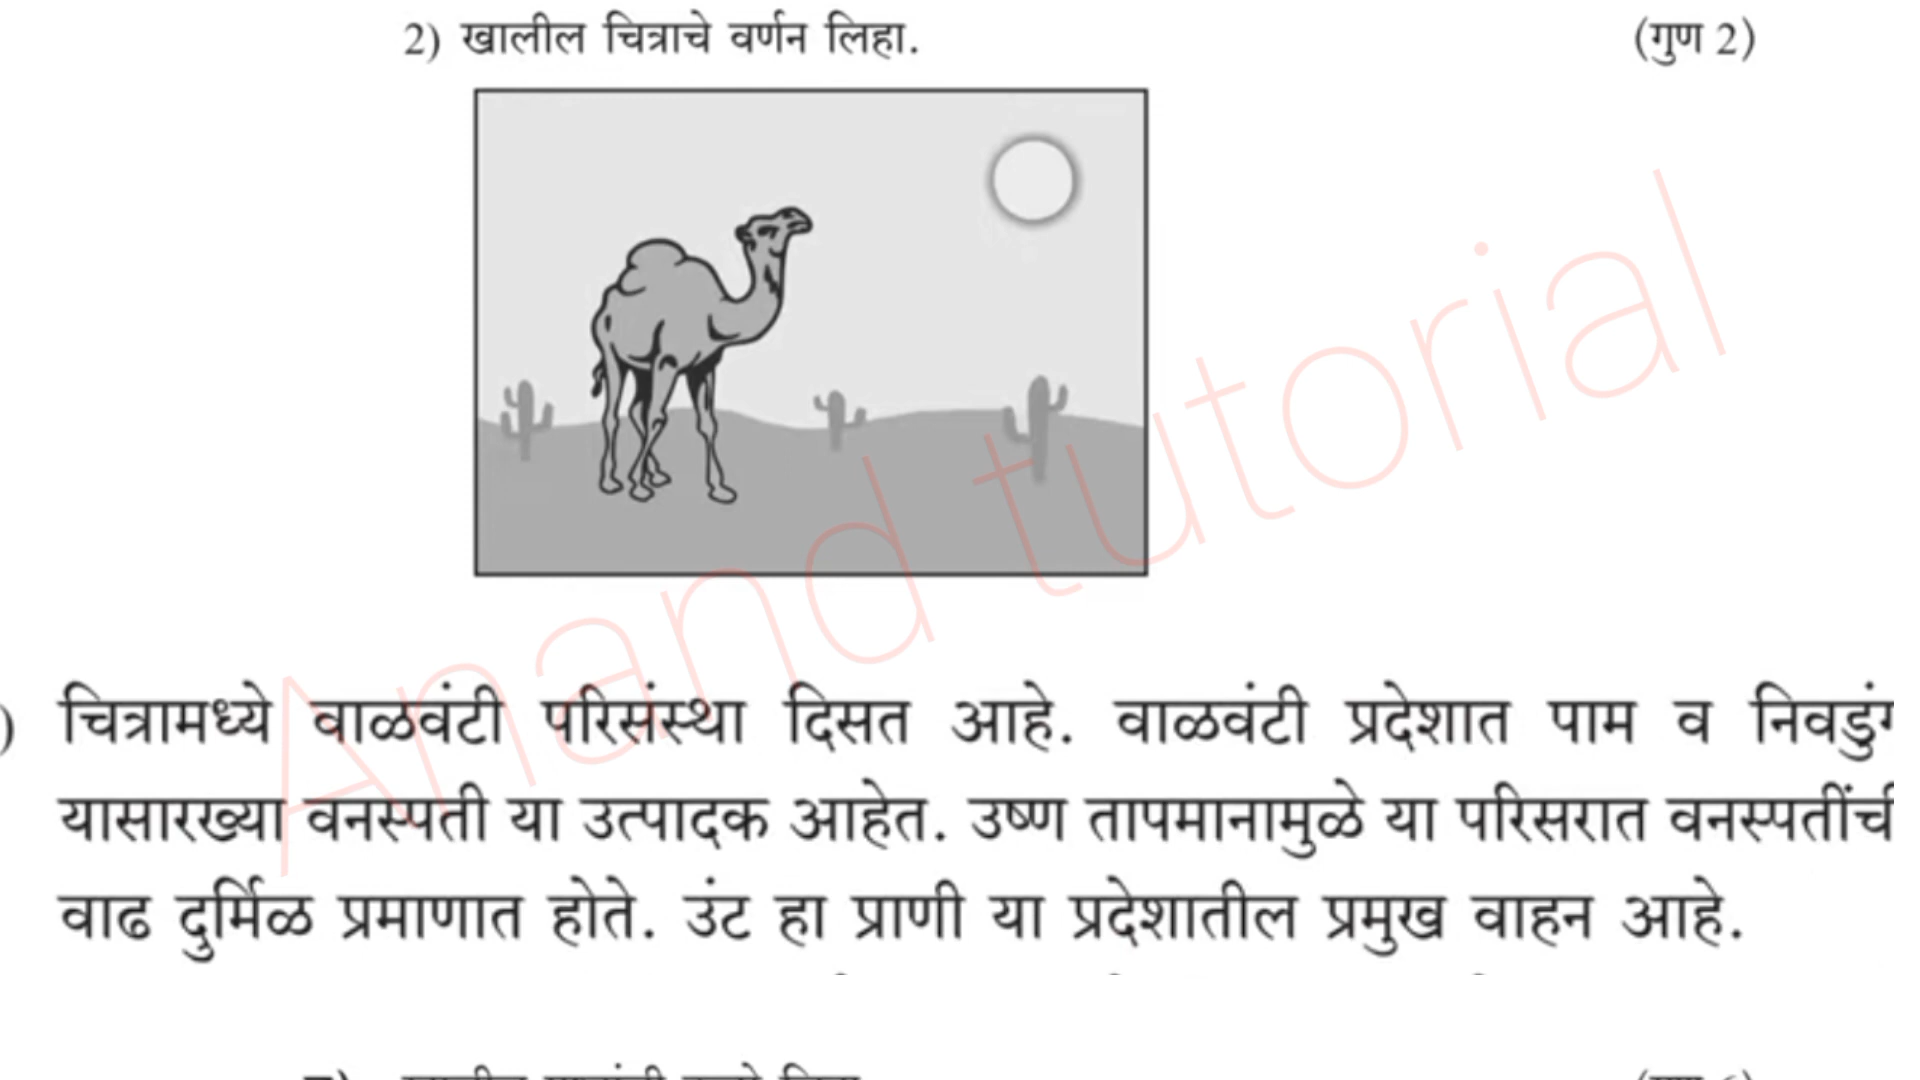 2) खालील चित्राचे वर्णन लिहा. (गुण 2)
Anand tutorial
) चित्रामध्ये वाळवंटी परिसंस्था दिसत आहे. वाळवंटी प्रदेशात पाम व
यासारख्या वनस्पती या उत्पादक आहेत. उष्ण तापमानामुळे या परिसरात वनस्पतींची
वाढ दुर्मिळ प्रमाणात होते. उंट हा प्राणी या प्रदेशातील प्रमुख वाहन आहे.